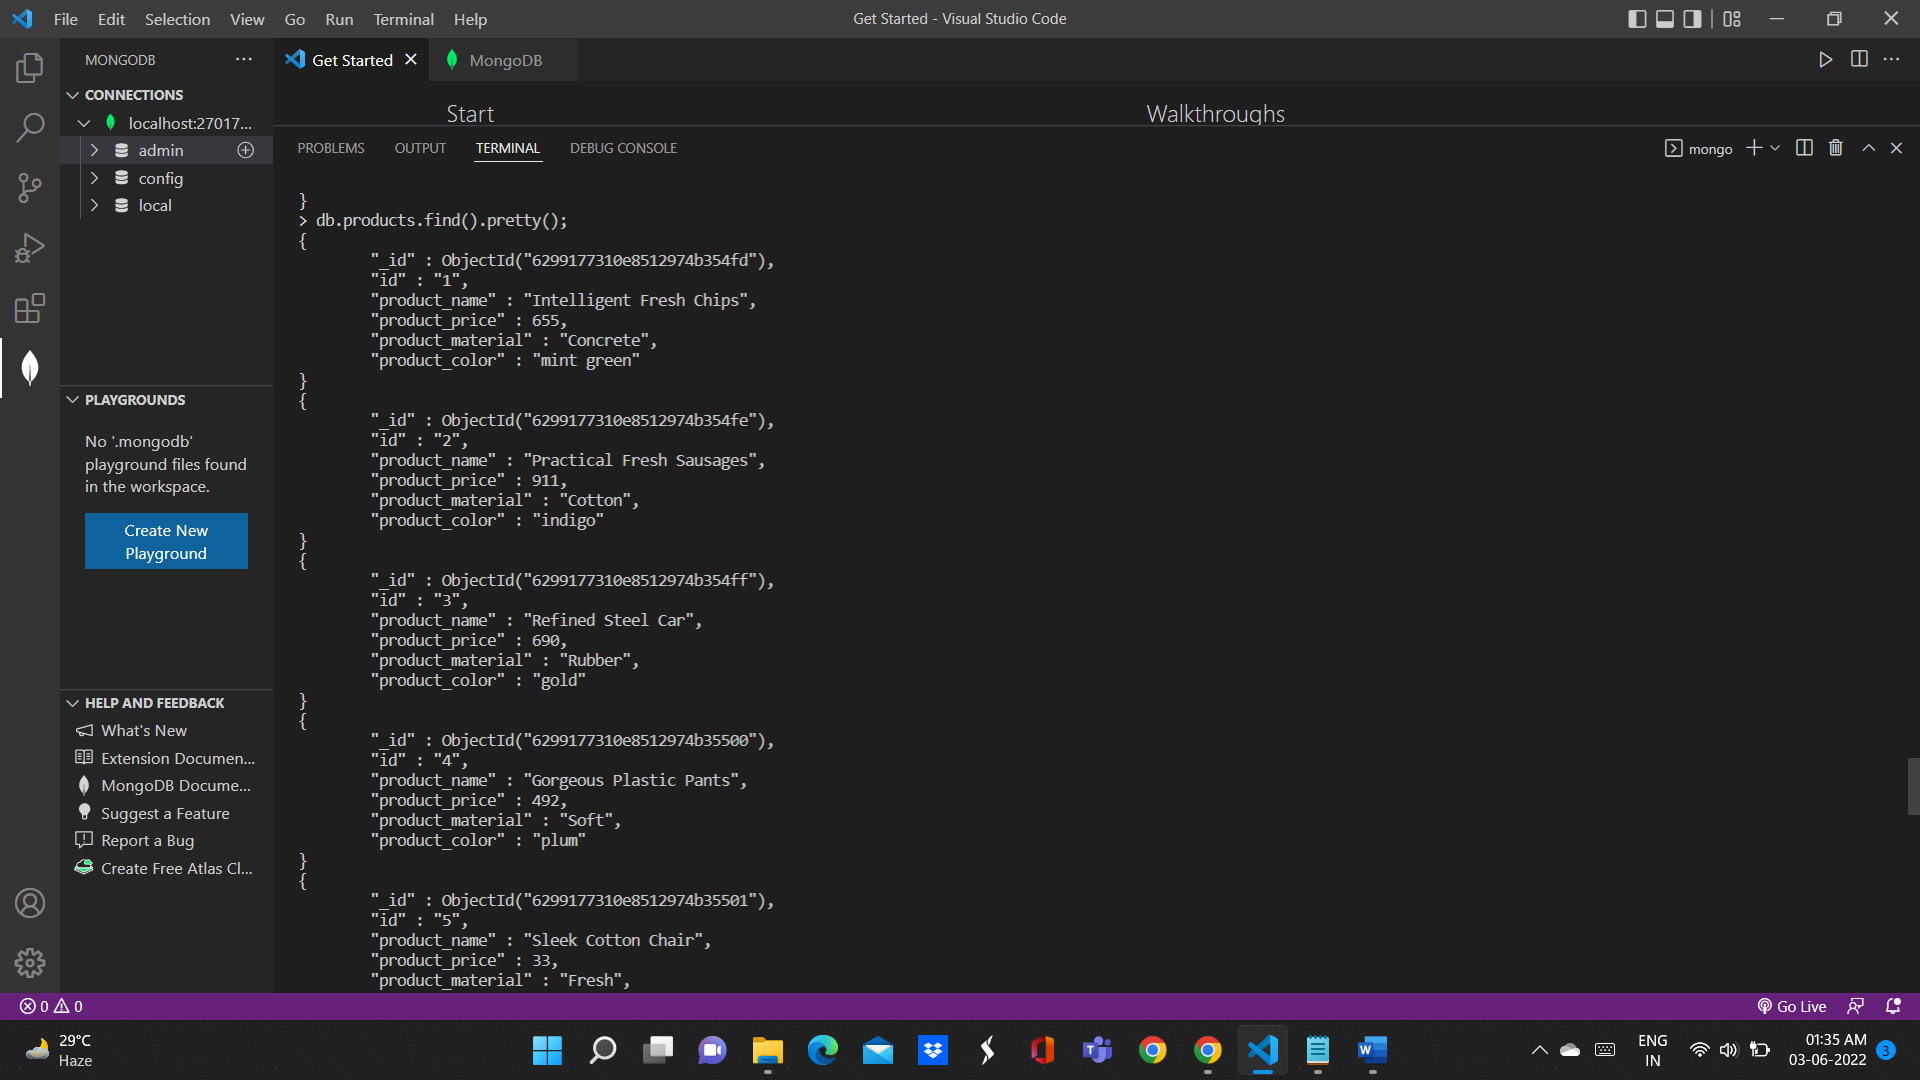 File Edit Selection View Go Run Terminal Help
Get Started - Visual Studio Code
MONGODB
CONNECTIONS
localhost:27017...
admin
config
local
PLAYGROUNDS
No '.mongodb'
playground files found
in the workspace.
Create New
Playground
HELP AND FEEDBACK
What's New
Extension Documen...
MongoDB Docume...
Suggest a Feature
Report a Bug
Create Free Atlas Cl...
Get Started
MongoDB
Start
Walkthroughs
PROBLEMS OUTPUT TERMINAL DEBUG CONSOLE
mongo
}
> db.products.find().pretty();
{
"_id" : ObjectId("6299177310e8512974b354fd"),
"id" : "1",
"product_name" : "Intelligent Fresh Chips",
"product_price" : 655,
"product_material" : "Concrete",
"product_color" : "mint green"
}
{
"_id" : ObjectId("6299177310e8512974b354fe"),
"id" : "2",
"product_name" : "Practical Fresh Sausages",
"product_price" : 911,
"product_material" : "Cotton",
"product_color" : "indigo"
}
{
"_id" : ObjectId("6299177310e8512974b354ff"),
"id" : "3",
"product_name" : "Refined Steel Car",
"product_price" : 690,
"product_material" : "Rubber",
"product_color" : "gold"
}
{
"_id" : ObjectId("6299177310e8512974b35500"),
"id" : "4",
"product_name" : "Gorgeous Plastic Pants",
"product_price" : 492,
"product_material" : "Soft",
"product_color" : "plum"
}
{
"_id" : ObjectId("6299177310e8512974b35501"),
"id" : "5",
"product_name" : "Sleek Cotton Chair",
"product_price" : 33,
"product_material" : "Fresh",
0 0
Go Live
29°C
Haze
ENG
IN
01:35 AM
03-06-2022
3